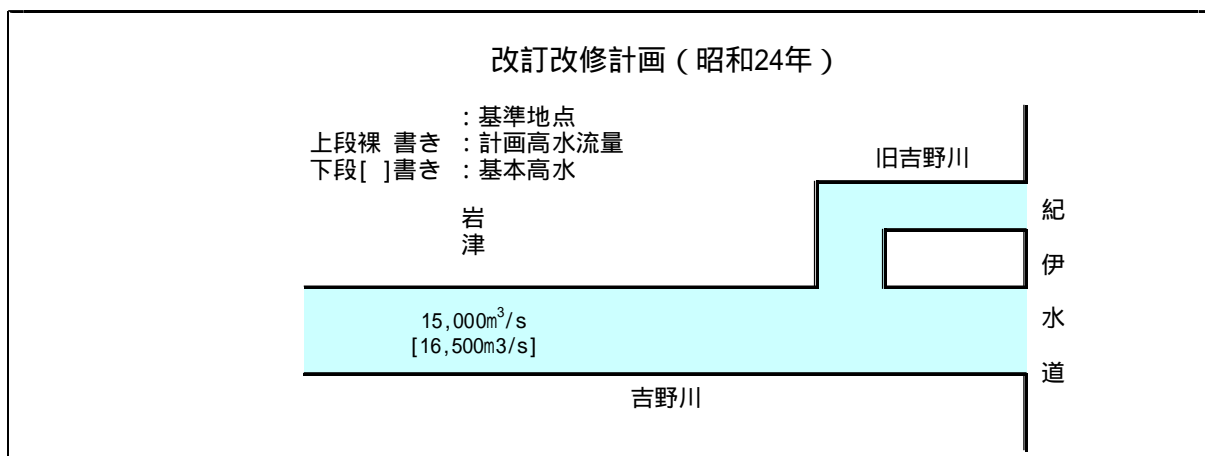 改訂改修計画（昭和24年）
：基準地点
上段裸 書き ：計画高水流量
下段[ ]書き ：基本高水
旧吉野川
岩津
紀伊水道
15,000m³/s
[16,500m3/s]
吉野川